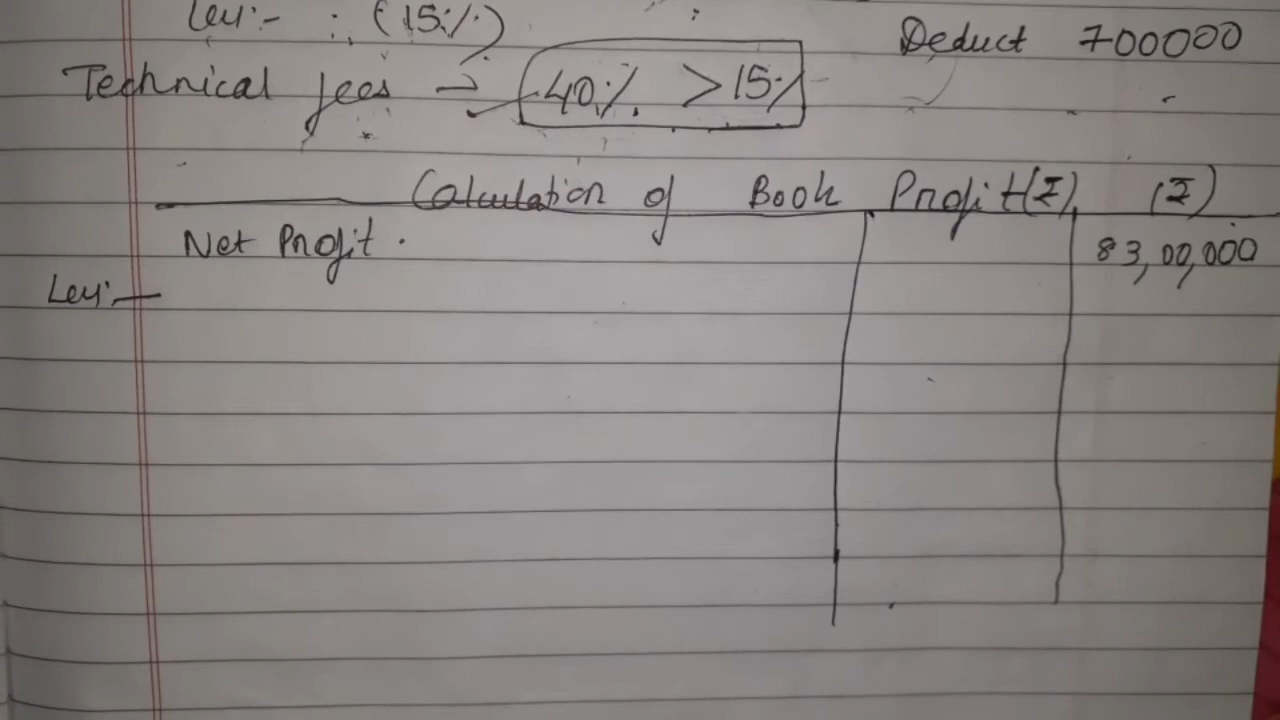 Less:- (15%)
Deduct 700000
Technical fees → 40% > 15%
Calculation of Book Profit (₹) (₹)
Net Profit. 83,00,000
Less:-